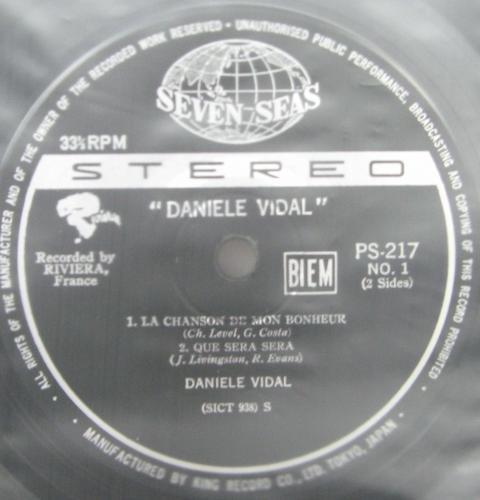 ALL RIGHTS OF THE MANUFACTURER AND OF THE OWNER OF THE RECORDED WORK RESERVED · UNAUTHORISED PUBLIC PERFORMANCE, BROADCASTING AND COPYING OF THIS RECORD PROHIBITED ·
SEVEN-SEAS
33⅓RPM
STEREO
"DANIELE VIDAL"
Riviera
Recorded by
RIVIERA,
France
BIEM
PS-217
NO. 1
(2 Sides)
1. LA CHANSON DE MON BONHEUR
(Ch. Level, G. Costa)
2. QUE SERA SERA
(J. Livingston, R. Evans)
DANIELE VIDAL
(SICT 938) S
· MANUFACTURED BY KING RECORD CO., LTD. TOKYO, JAPAN ·